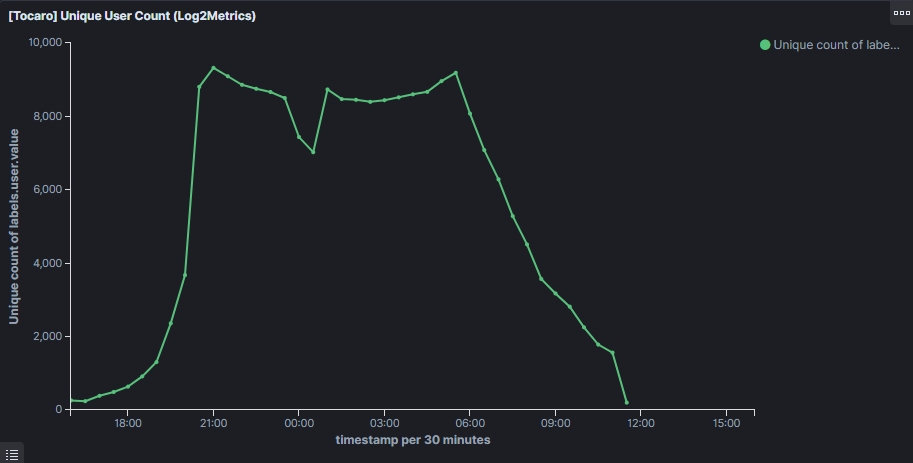 [Tocaro] Unique User Count (Log2Metrics)
Unique count of labe...
Unique count of labels.user.value
10,000
8,000
6,000
4,000
2,000
0
18:00 21:00 00:00 03:00 06:00 09:00 12:00 15:00
timestamp per 30 minutes